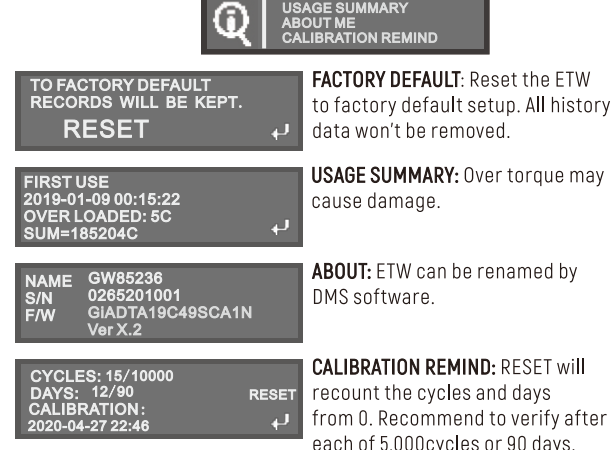 USAGE SUMMARY
ABOUT ME
CALIBRATION REMIND
TO FACTORY DEFAULT
RECORDS WILL BE KEPT.
RESET
FACTORY DEFAULT: Reset the ETW
to factory default setup. All history
data won't be removed.
FIRST USE
2019-01-09 00:15:22
OVER LOADED: 5C
SUM=185204C
USAGE SUMMARY: Over torque may
cause damage.
NAME GW85236
S/N 0265201001
F/W GIADTA19C49SCA1N
Ver X.2
ABOUT: ETW can be renamed by
DMS software.
CYCLES: 15/10000
DAYS: 12/90 RESET
CALIBRATION:
2020-04-27 22:46
CALIBRATION REMIND: RESET will
recount the cycles and days
from 0. Recommend to verify after
each of 5,000cycles or 90 days.